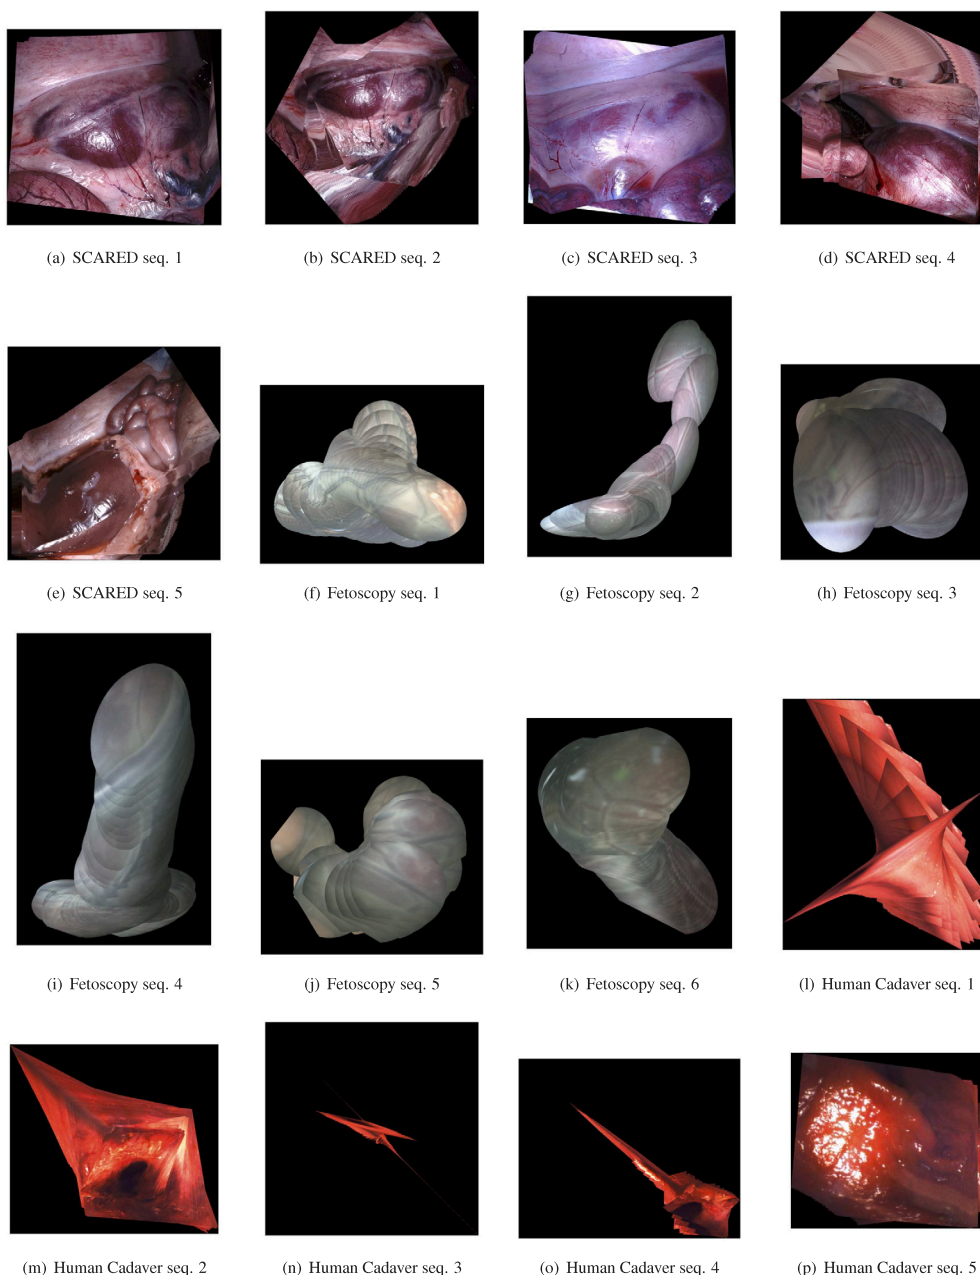 (a) SCARED seq. 1
(b) SCARED seq. 2
(c) SCARED seq. 3
(d) SCARED seq. 4
(e) SCARED seq. 5
(f) Fetoscopy seq. 1
(g) Fetoscopy seq. 2
(h) Fetoscopy seq. 3
(i) Fetoscopy seq. 4
(j) Fetoscopy seq. 5
(k) Fetoscopy seq. 6
(l) Human Cadaver seq. 1
(m) Human Cadaver seq. 2
(n) Human Cadaver seq. 3
(o) Human Cadaver seq. 4
(p) Human Cadaver seq. 5